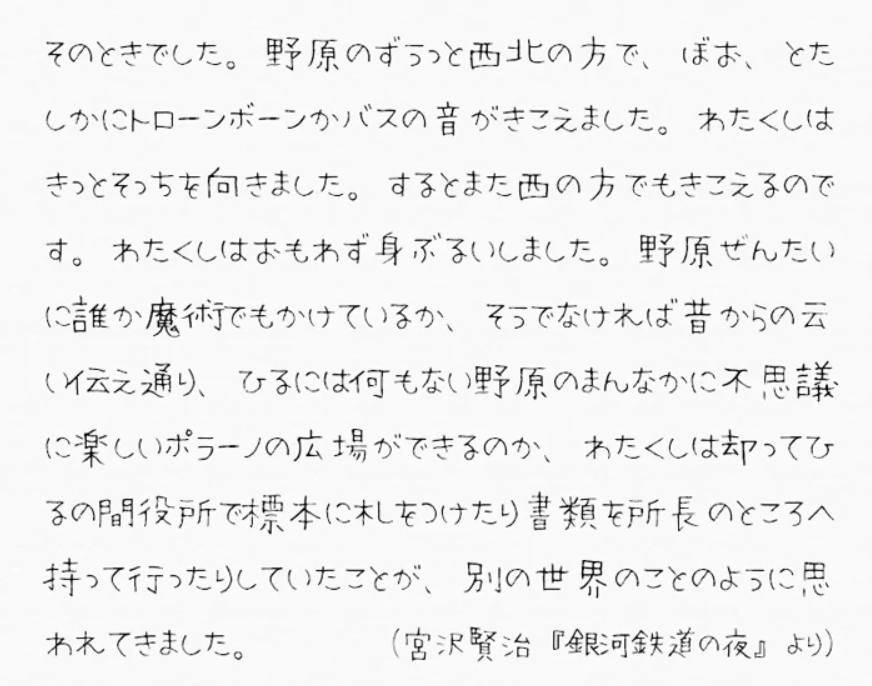 そのときでした。野原のずうっと西北の方で、ぼお、とた
しかにトローンボーンかバスの音がきこえました。わたくしは
きっとそっちを向きました。するとまた西の方でもきこえるので
す。わたくしはおもわず身ぶるいしました。野原ぜんたい
に誰か魔術でもかけているか、そうでなければ昔からの云
い伝え通り、ひるには何もない野原のまんなかに不思議
に楽しいポラーノの広場ができるのか、わたくしは却ってひ
るの間役所で標本に札をつけたり書類を所長のところへ
持って行ったりしていたことが、別の世界のことのように思
われてきました。
(宮沢賢治『銀河鉄道の夜』より)